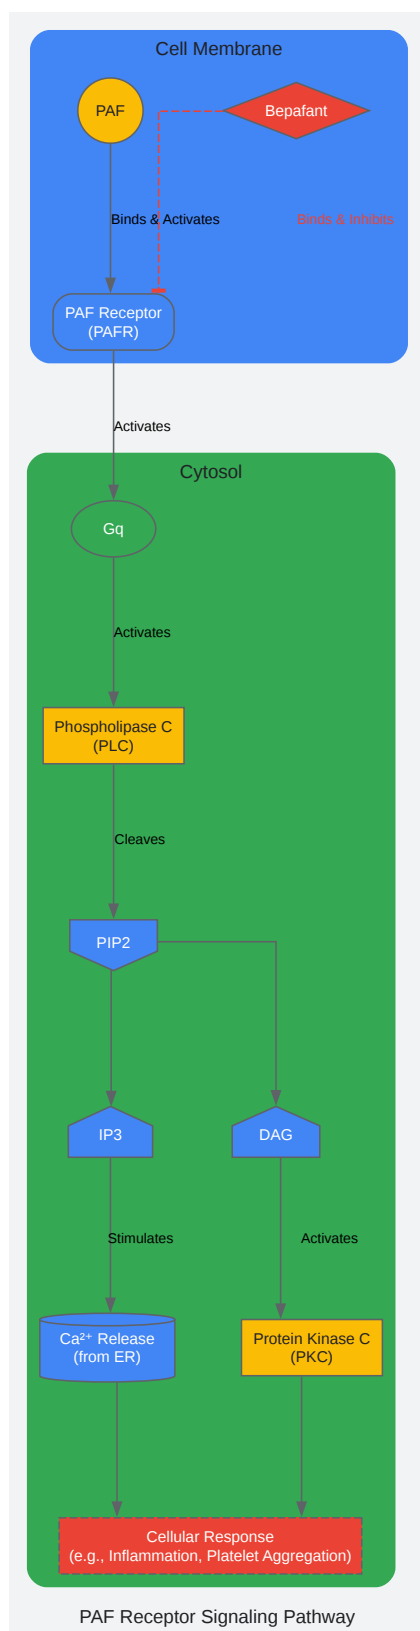 Cell Membrane
PAF
Bepafant
Binds & Activates
Binds & Inhibits
PAF Receptor
(PAFR)
Activates
Cytosol
Gq
Activates
Phospholipase C
(PLC)
Cleaves
PIP2
IP3
DAG
Stimulates
Activates
Ca²⁺ Release
(from ER)
Protein Kinase C
(PKC)
Cellular Response
(e.g., Inflammation, Platelet Aggregation)
PAF Receptor Signaling Pathway